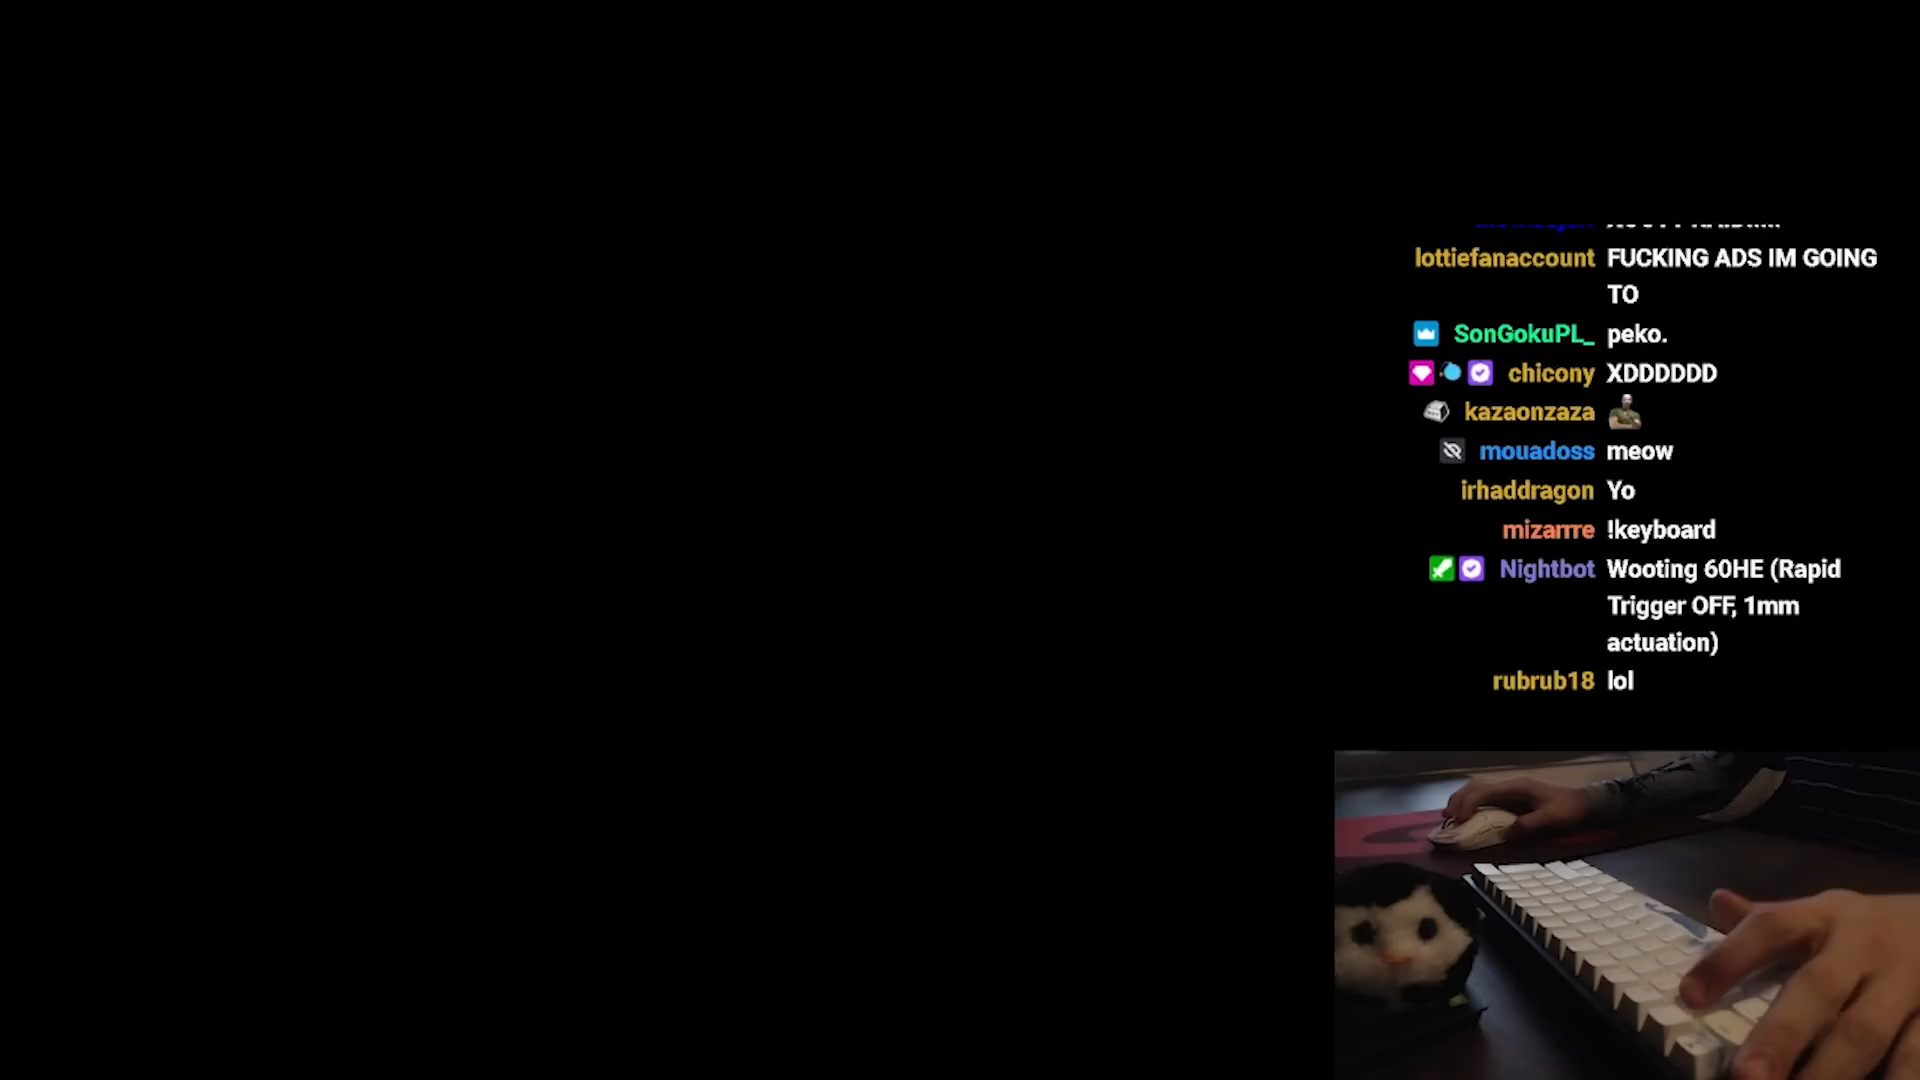 lottiefanaccount FUCKING ADS IM GOING
TO
SonGokuPL_ peko.
chicony XDDDDDD
kazaonzaza
mouadoss meow
irhaddragon Yo
mizarrre !keyboard
Nightbot Wooting 60HE (Rapid
Trigger OFF, 1mm
actuation)
rubrub18 lol